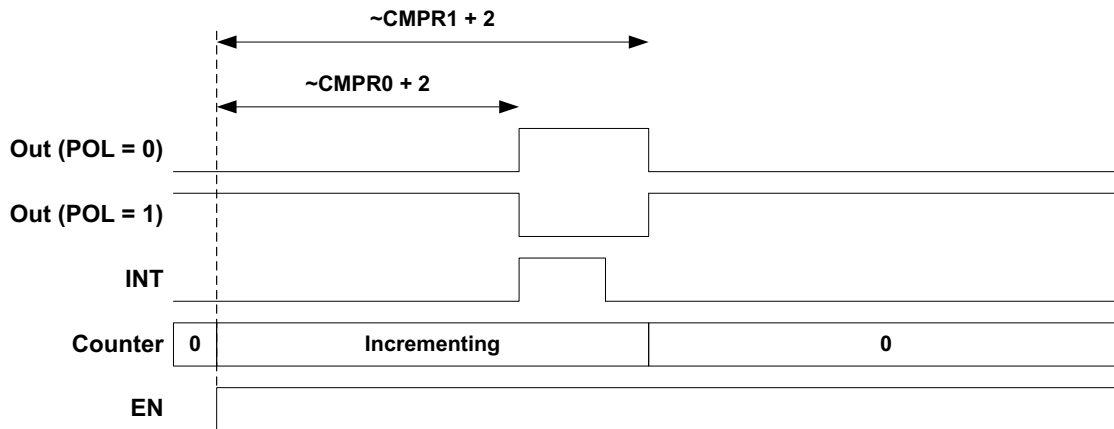 ~CMPR1 + 2
~CMPR0 + 2
Out (POL = 0)
Out (POL = 1)
INT
Counter 0 Incrementing 0
EN